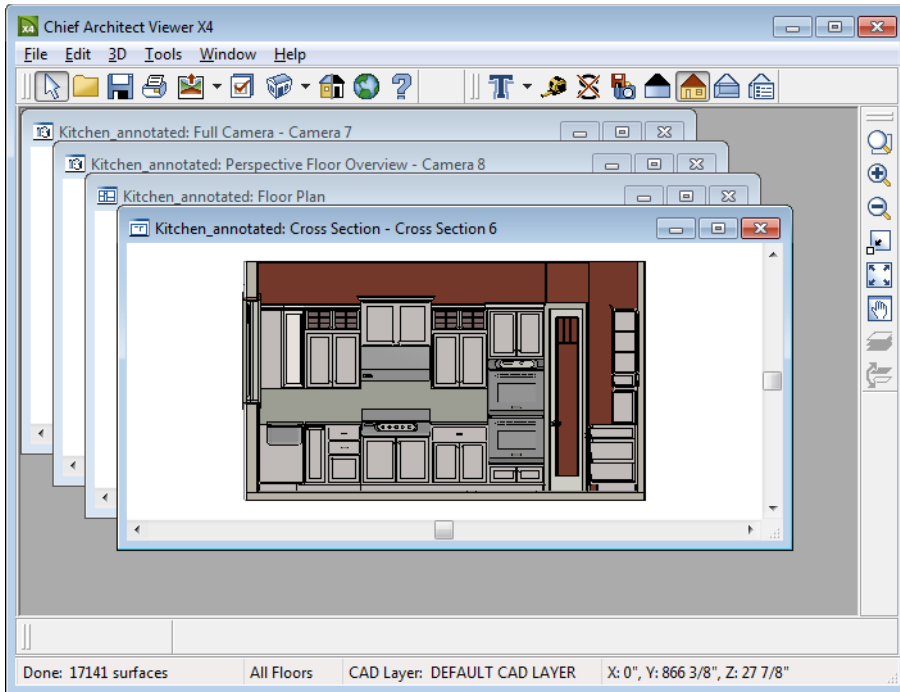 X4 Chief Architect Viewer X4
File Edit 3D Tools Window Help
Kitchen_annotated: Full Camera - Camera 7
Kitchen_annotated: Perspective Floor Overview - Camera 8
Kitchen_annotated: Floor Plan
Kitchen_annotated: Cross Section - Cross Section 6
Done: 17141 surfaces All Floors CAD Layer: DEFAULT CAD LAYER X: 0", Y: 866 3/8", Z: 27 7/8"